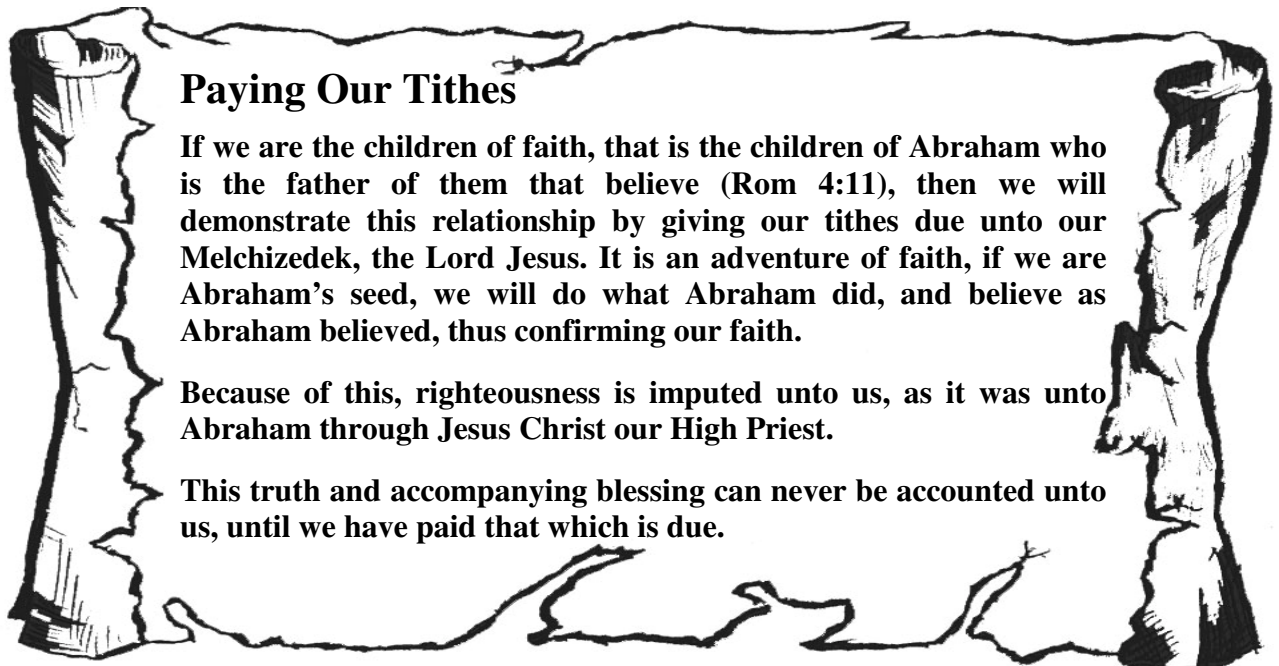 Paying Our Tithes
If we are the children of faith, that is the children of Abraham who
is the father of them that believe (Rom 4:11), then we will
demonstrate this relationship by giving our tithes due unto our
Melchizedek, the Lord Jesus. It is an adventure of faith, if we are
Abraham’s seed, we will do what Abraham did, and believe as
Abraham believed, thus confirming our faith.
Because of this, righteousness is imputed unto us, as it was unto
Abraham through Jesus Christ our High Priest.
This truth and accompanying blessing can never be accounted unto
us, until we have paid that which is due.